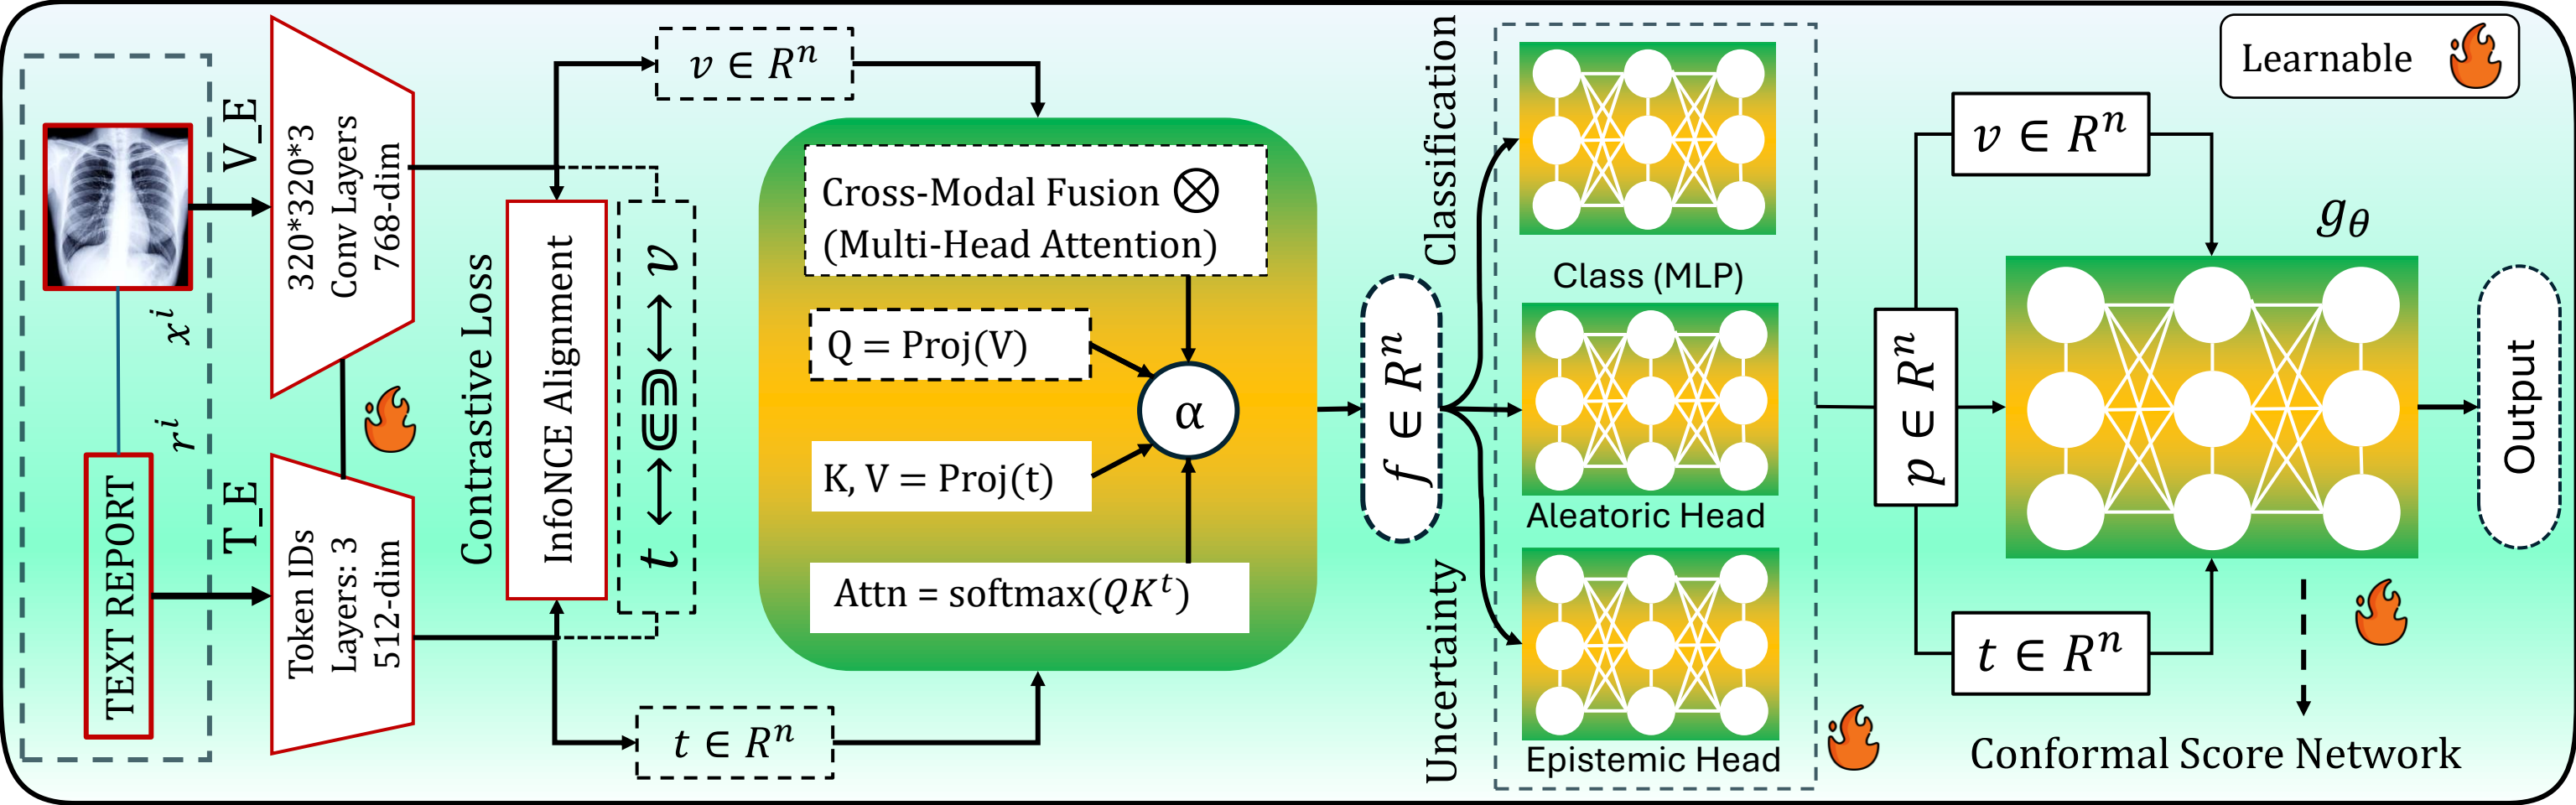 x^i
r^i
TEXT REPORT
V_E
T_E
320*320*3
Conv Layers
768-dim
Token IDs
Layers: 3
512-dim
Contrastive Loss
InfoNCE Alignment
t ⟷ ⋐ ⟷ v
v ∈ R^n
t ∈ R^n
Cross-Modal Fusion ⊗
(Multi-Head Attention)
Q = Proj(V)
K, V = Proj(t)
α
Attn = softmax(QK^t)
f ∈ R^n
Classification
Uncertainty
Class (MLP)
Aleatoric Head
Epistemic Head
p ∈ R^n
v ∈ R^n
t ∈ R^n
g_θ
Conformal Score Network
Output
Learnable